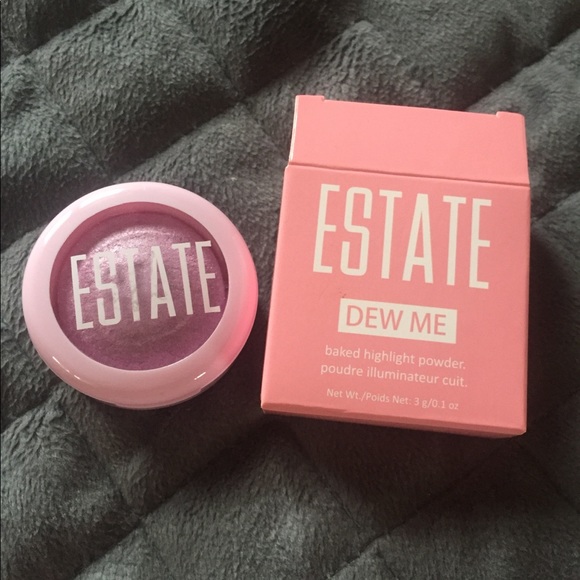 ESTATE
ESTATE
DEW ME
baked highlight powder.
poudre illuminateur cuit.
Net Wt./Poids Net: 3 g/0.1 oz